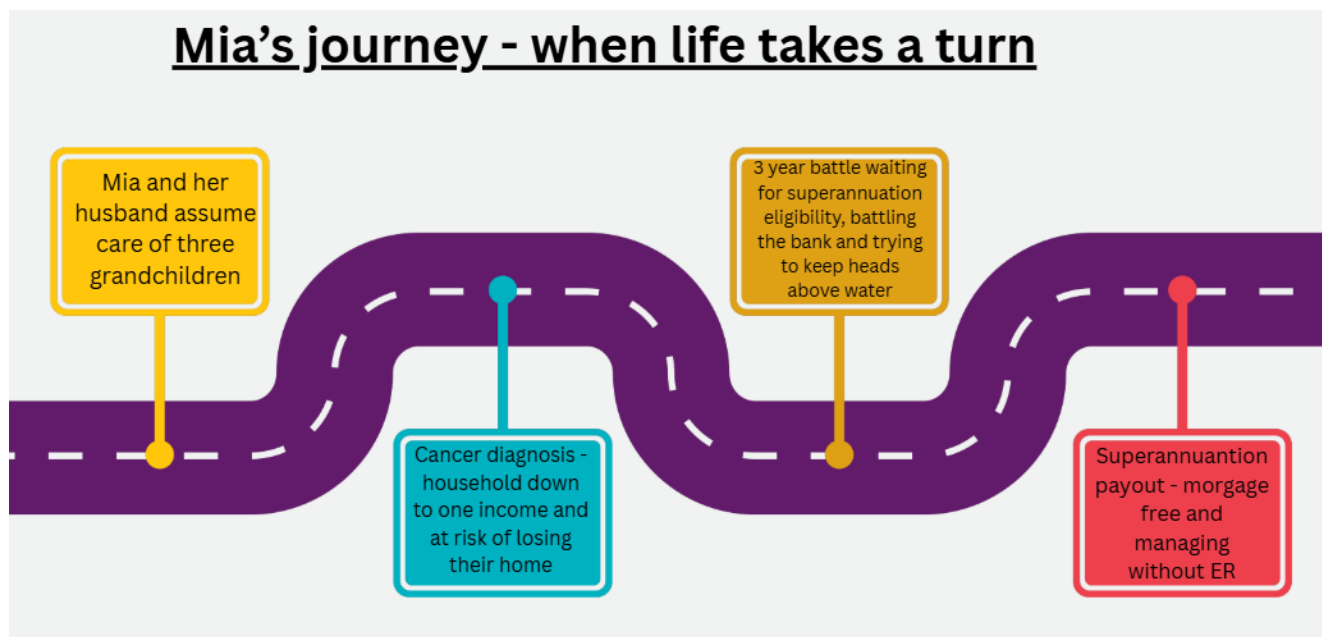 Mia’s journey - when life takes a turn
Mia and her
husband assume
care of three
grandchildren
Cancer diagnosis -
household down
to one income and
at risk of losing
their home
3 year battle waiting
for superannuation
eligibility, battling
the bank and trying
to keep heads
above water
Superannuantion
payout - morgage
free and
managing
without ER